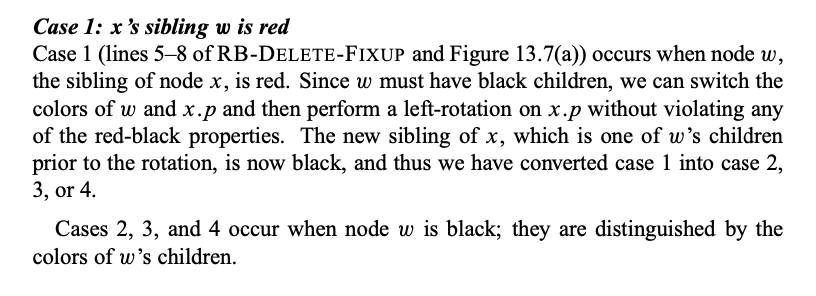 Case 1: x’s sibling w is red
Case 1 (lines 5–8 of RB-DELETE-FIXUP and Figure 13.7(a)) occurs when node w,
the sibling of node x, is red. Since w must have black children, we can switch the
colors of w and x.p and then perform a left-rotation on x.p without violating any
of the red-black properties. The new sibling of x, which is one of w’s children
prior to the rotation, is now black, and thus we have converted case 1 into case 2,
3, or 4.
Cases 2, 3, and 4 occur when node w is black; they are distinguished by the
colors of w’s children.